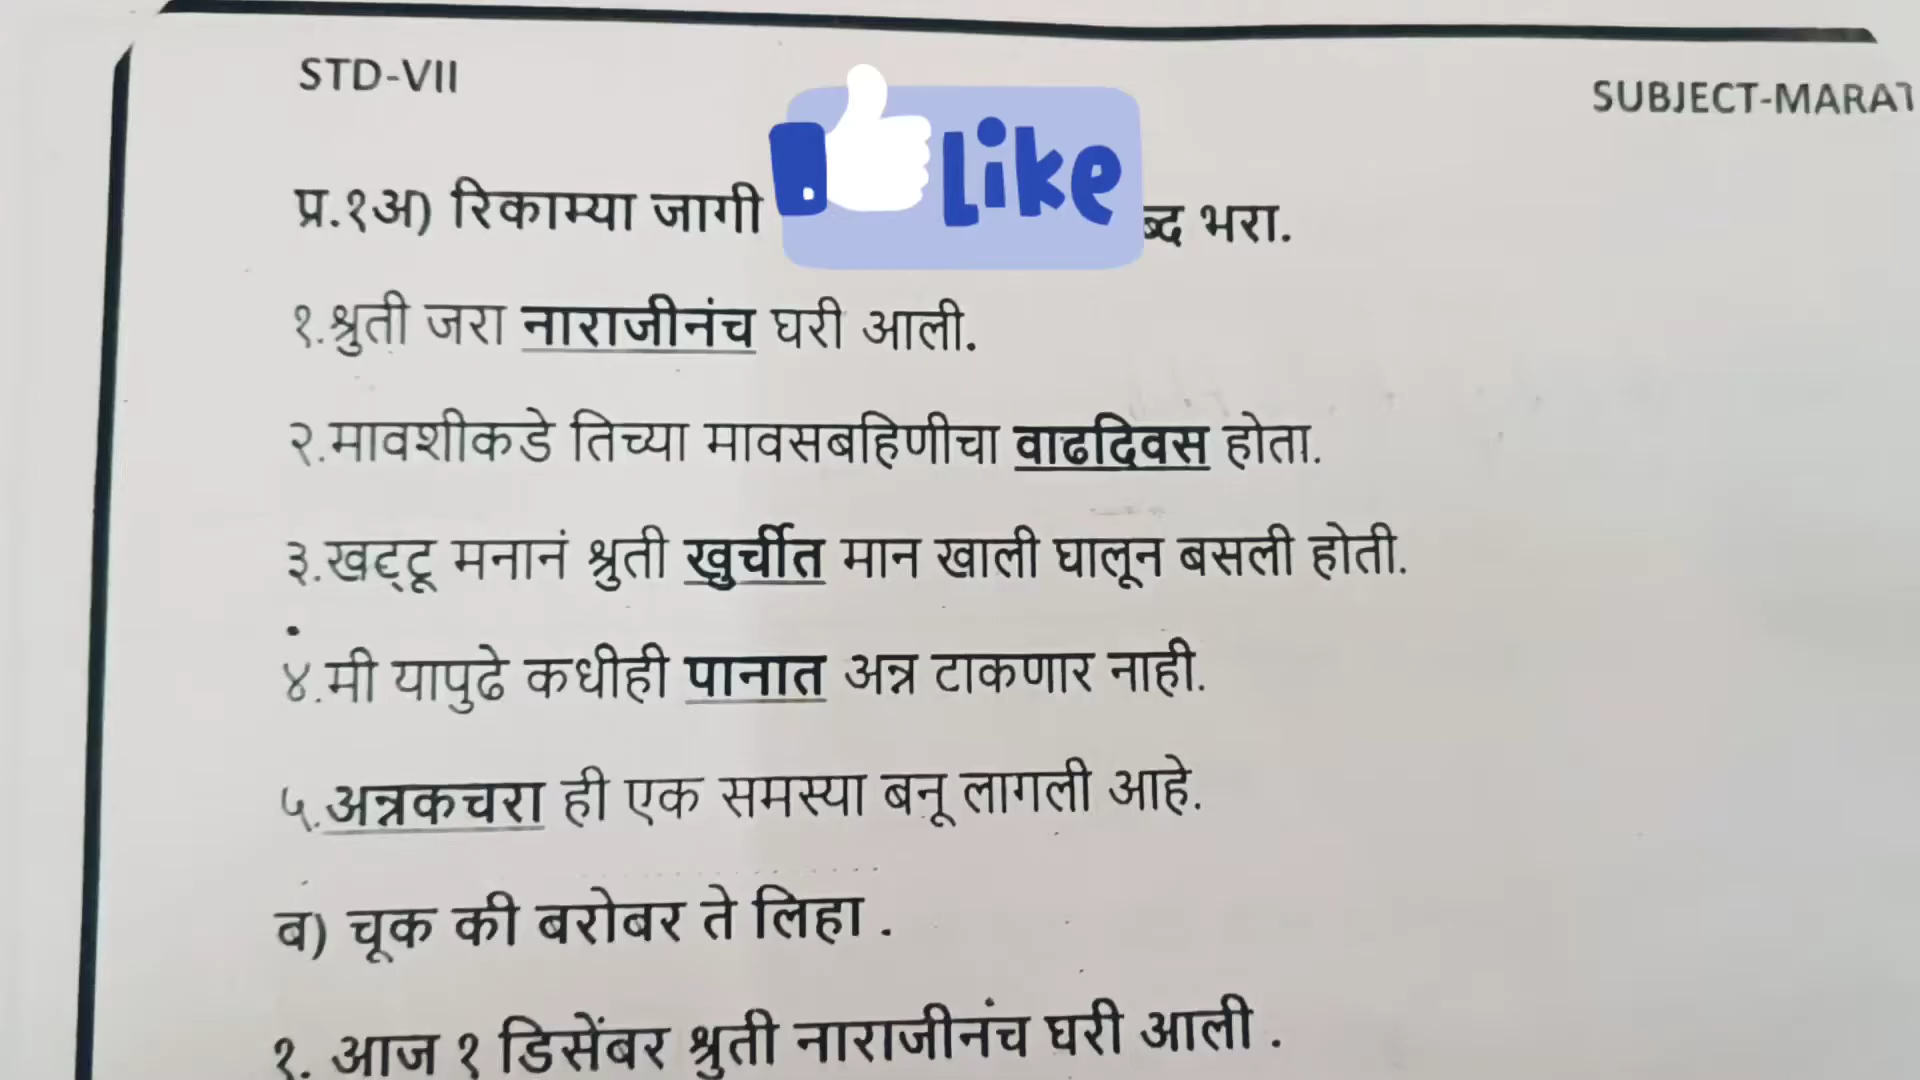 STD-VII
SUBJECT-MARAT
प्र.१अ) रिकाम्या जागी
Like
ब्द भरा.
१.श्रुती जरा नाराजीनंच घरी आली.
२.मावशीकडे तिच्या मावसबहिणीचा वाढदिवस होता.
३.खट्टू मनानं श्रुती खुर्चीत मान खाली घालून बसली होती.
४.मी यापुढे कधीही पानात अन्न टाकणार नाही.
५.अन्नकचरा ही एक समस्या बनू लागली आहे.
व) चूक की बरोबर ते लिहा .
१. आज १ डिसेंबर श्रुती नाराजीनंच घरी आली .